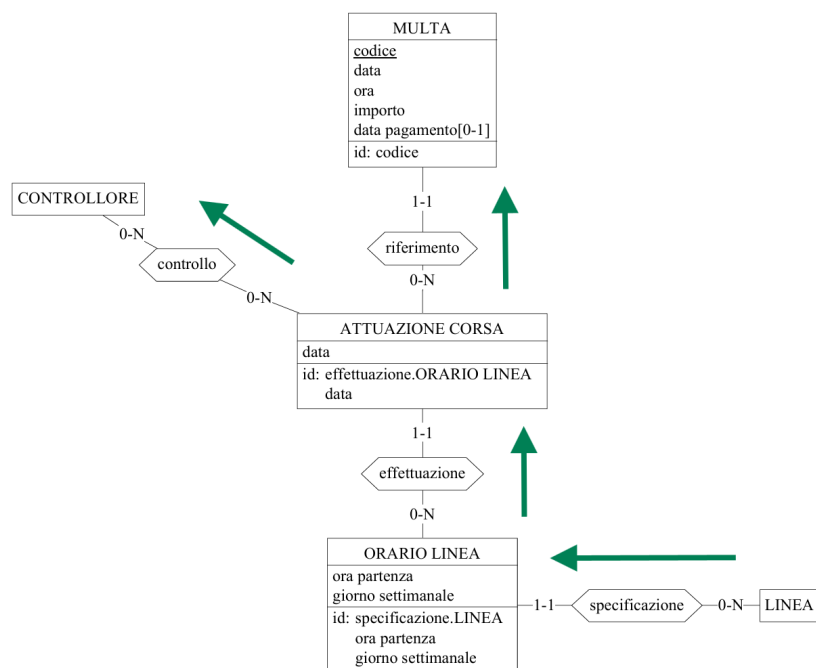 MULTA
codice
data
ora
importo
data pagamento[0-1]
id: codice
CONTROLLORE
1-1
0-N
riferimento
controllo
0-N
0-N
ATTUAZIONE CORSA
data
id: effettuazione.ORARIO LINEA
data
1-1
effettuazione
0-N
ORARIO LINEA
ora partenza
giorno settimanale
id: specificazione.LINEA
ora partenza
giorno settimanale
1-1
specificazione
0-N
LINEA